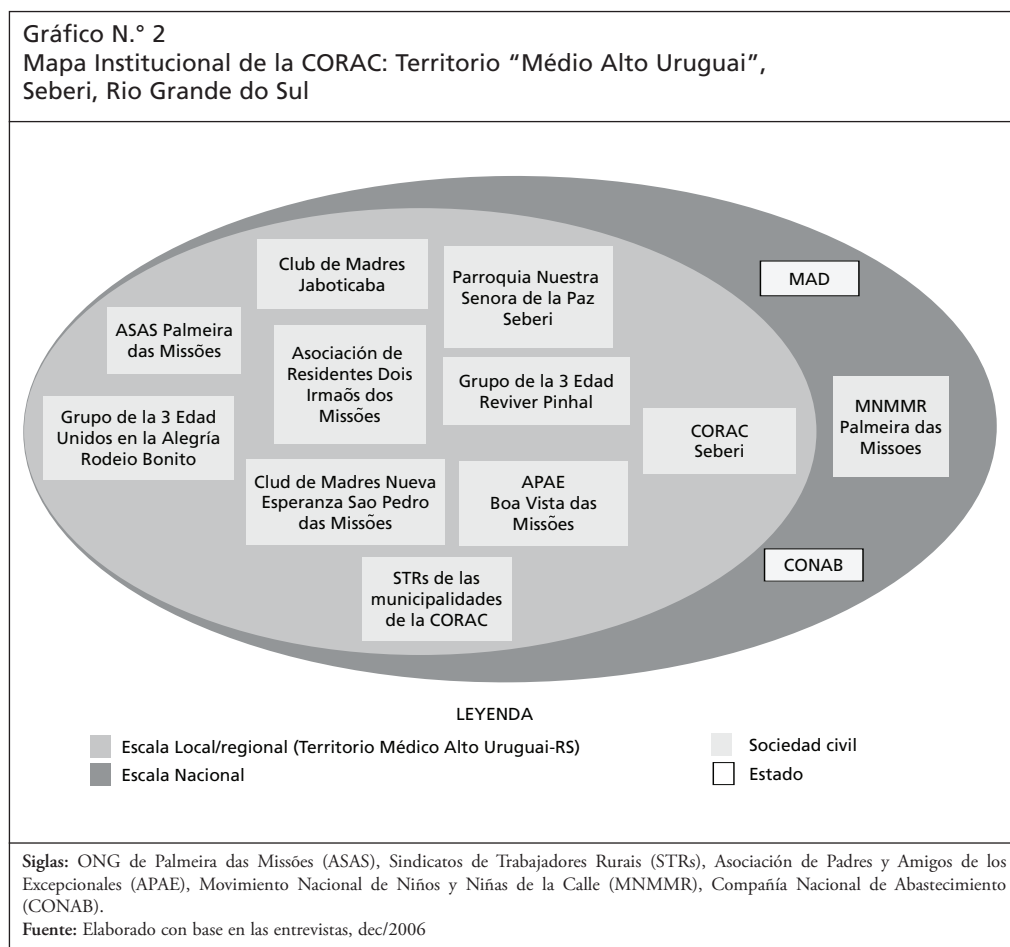 Gráfico N.° 2
Mapa Institucional de la CORAC: Territorio “Médio Alto Uruguai”,
Seberi, Rio Grande do Sul
Club de Madres
Jaboticaba
Parroquia Nuestra
Senora de la Paz
Seberi
MAD
ASAS Palmeira
das Missões
Asociación de
Residentes Dois
Irmaõs dos
Missões
Grupo de la 3 Edad
Reviver Pinhal
Grupo de la 3 Edad
Unidos en la Alegría
Rodeio Bonito
CORAC
Seberi
MNMMR
Palmeira das
Missoes
Clud de Madres Nueva
Esperanza Sao Pedro
das Missões
APAE
Boa Vista das
Missões
CONAB
STRs de las
municipalidades
de la CORAC
LEYENDA
Escala Local/regional (Territorio Médico Alto Uruguai-RS)
Escala Nacional
Sociedad civil
Estado
Siglas: ONG de Palmeira das Missões (ASAS), Sindicatos de Trabajadores Rurais (STRs), Asociación de Padres y Amigos de los
Excepcionales (APAE), Movimiento Nacional de Niños y Niñas de la Calle (MNMMR), Compañía Nacional de Abastecimiento
(CONAB).
Fuente: Elaborado con base en las entrevistas, dec/2006